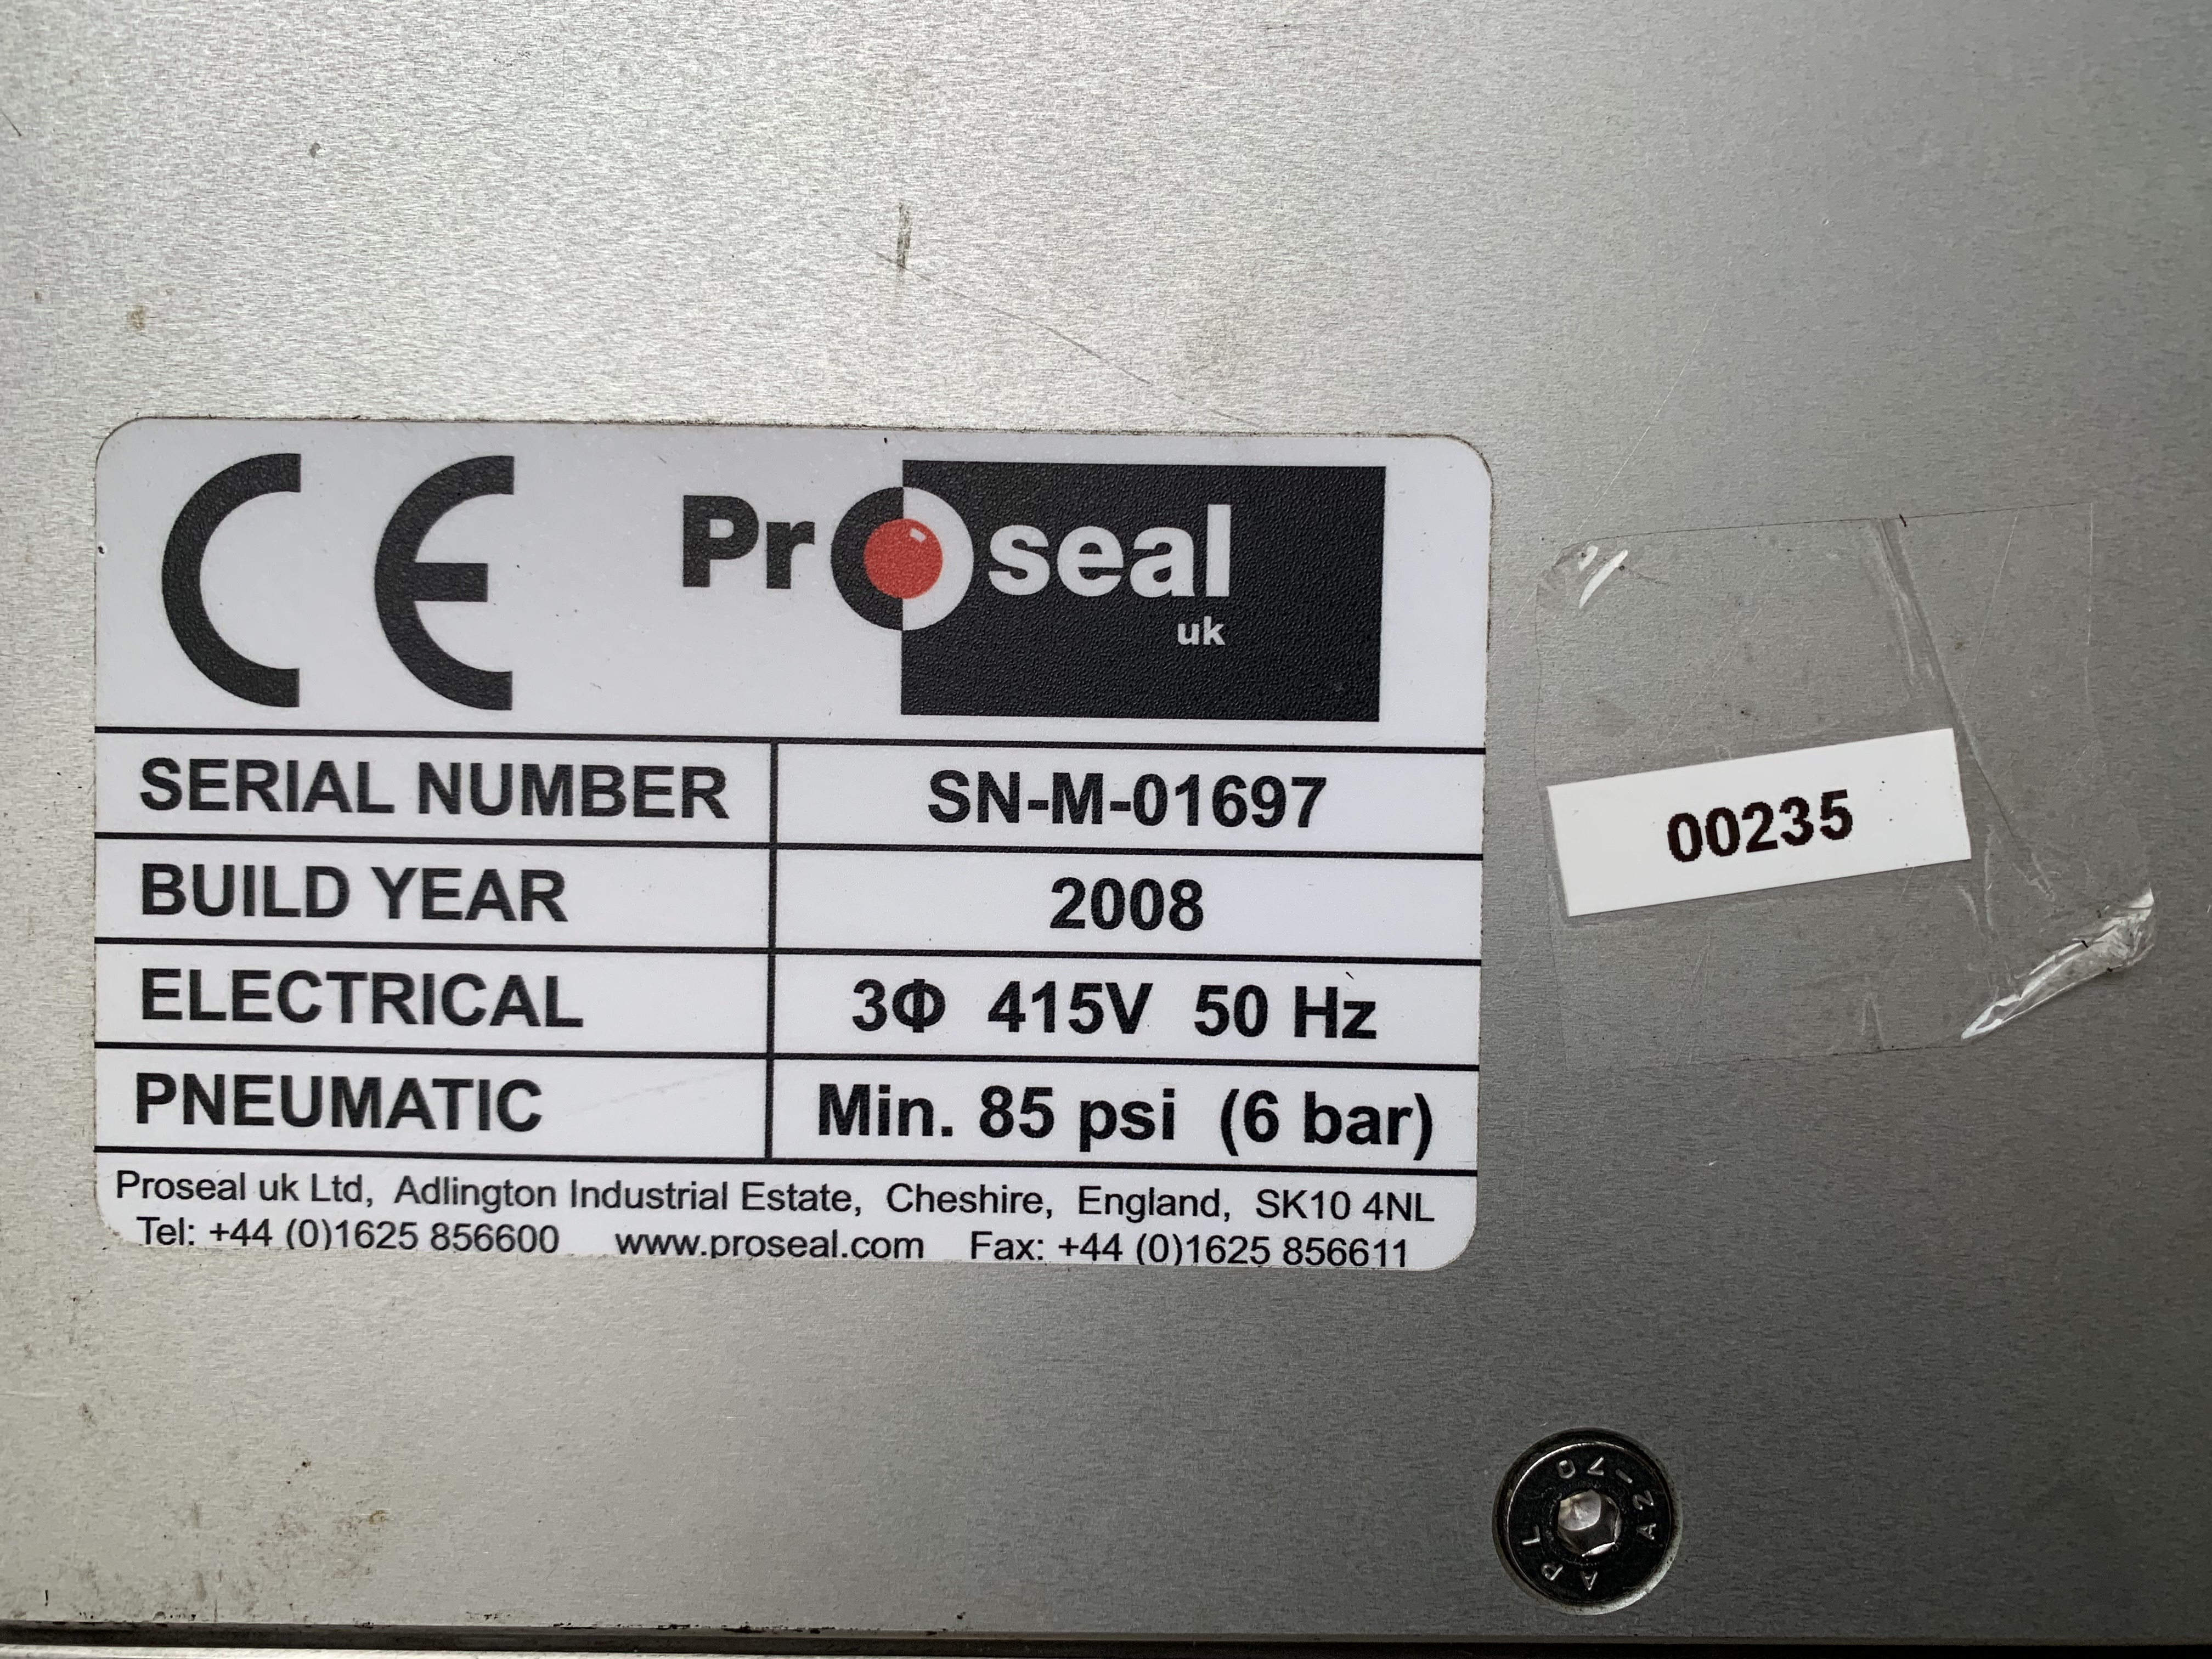 CE Proseal
uk
SERIAL NUMBER SN-M-01697
BUILD YEAR 2008
ELECTRICAL 3Φ 415V 50 Hz
PNEUMATIC Min. 85 psi (6 bar)
Proseal uk Ltd, Adlington Industrial Estate, Cheshire, England, SK10 4NL
Tel: +44 (0)1625 856600 www.proseal.com Fax: +44 (0)1625 856611
00235
APL A2-70